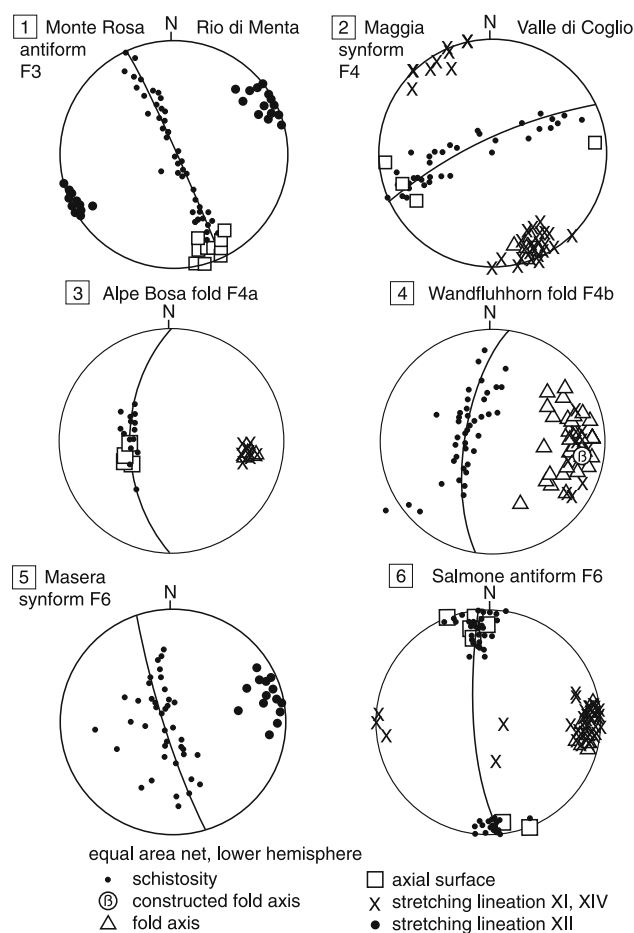 1 Monte Rosa antiform F3
N
Rio di Menta
2 Maggia synform F4
N
Valle di Coglio
3 Alpe Bosa fold F4a
N
4 Wandfluhhorn fold F4b
N
ß
5 Masera synform F6
N
6 Salmone antiform F6
N
equal area net, lower hemisphere
schistosity
ß constructed fold axis
fold axis
axial surface
X stretching lineation XI, XIV
stretching lineation XII